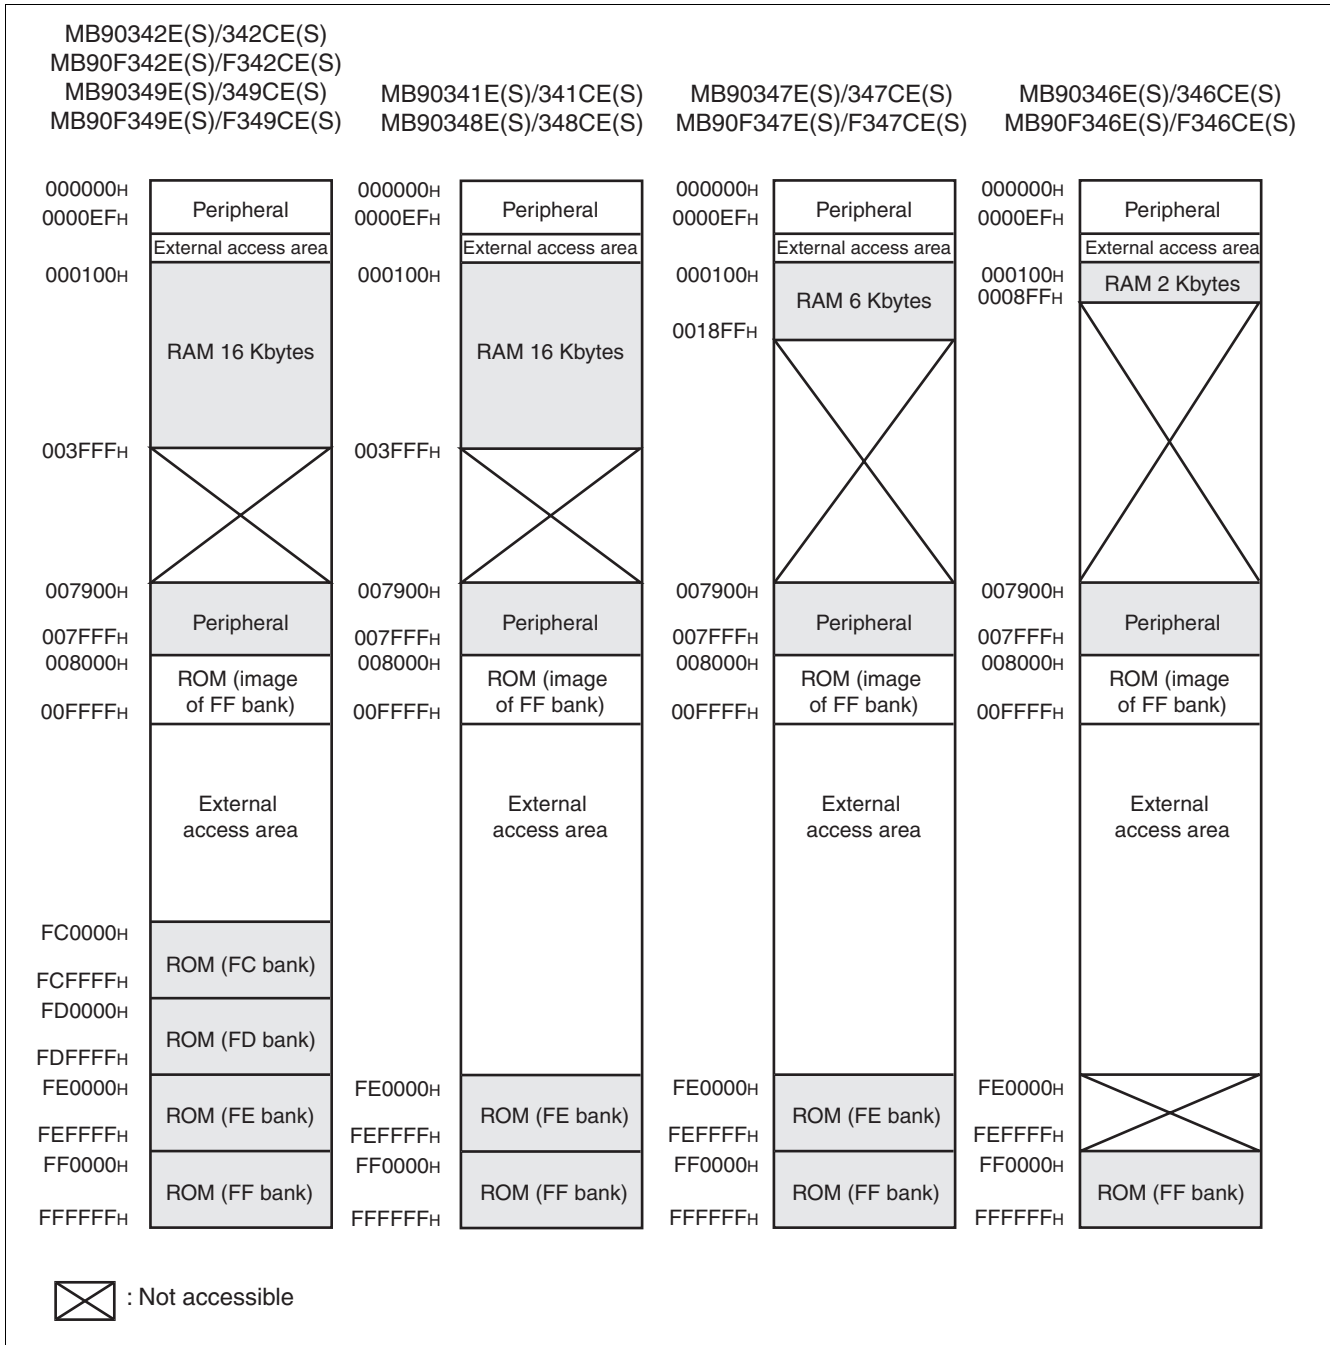 MB90342E(S)/342CE(S)
MB90F342E(S)/F342CE(S)
MB90349E(S)/349CE(S)
MB90F349E(S)/F349CE(S)
000000H
0000EFH
Peripheral
External access area
000100H
RAM 16 Kbytes
003FFFH
007900H
Peripheral
007FFFH
008000H
ROM (image
of FF bank)
00FFFFH
External
access area
FC0000H
ROM (FC bank)
FCFFFFH
FD0000H
ROM (FD bank)
FDFFFFH
FE0000H
ROM (FE bank)
FEFFFFH
FF0000H
ROM (FF bank)
FFFFFFH
MB90341E(S)/341CE(S)
MB90348E(S)/348CE(S)
000000H
0000EFH
Peripheral
External access area
000100H
RAM 16 Kbytes
003FFFH
007900H
Peripheral
007FFFH
008000H
ROM (image
of FF bank)
00FFFFH
External
access area
FE0000H
ROM (FE bank)
FEFFFFH
FF0000H
ROM (FF bank)
FFFFFFH
MB90347E(S)/347CE(S)
MB90F347E(S)/F347CE(S)
000000H
0000EFH
Peripheral
External access area
000100H
RAM 6 Kbytes
0018FFH
007900H
Peripheral
007FFFH
008000H
ROM (image
of FF bank)
00FFFFH
External
access area
FE0000H
ROM (FE bank)
FEFFFFH
FF0000H
ROM (FF bank)
FFFFFFH
MB90346E(S)/346CE(S)
MB90F346E(S)/F346CE(S)
000000H
0000EFH
Peripheral
External access area
000100H
RAM 2 Kbytes
0008FFH
007900H
Peripheral
007FFFH
008000H
ROM (image
of FF bank)
00FFFFH
External
access area
FE0000H
FEFFFFH
FF0000H
ROM (FF bank)
FFFFFFH
: Not accessible